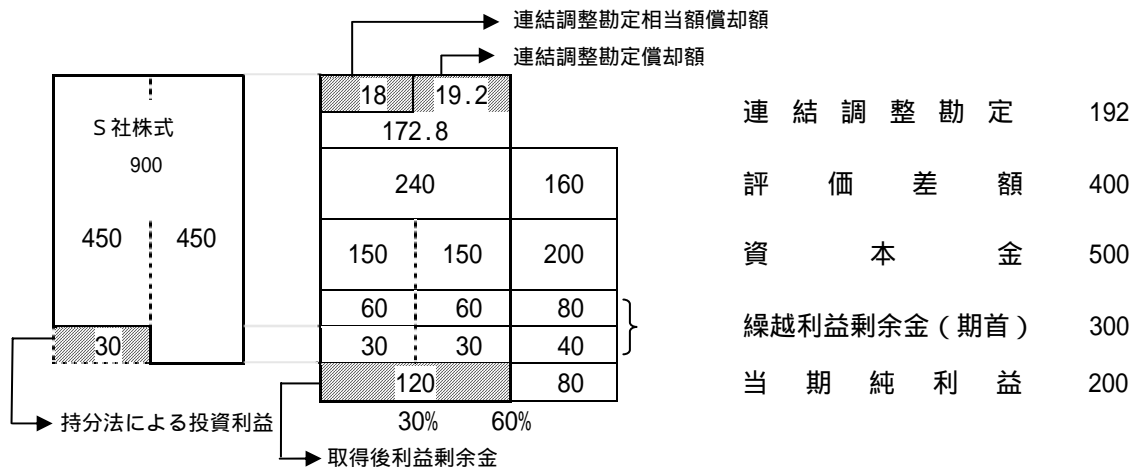 連結調整勘定相当額償却額
連結調整勘定償却額
18 19.2
連結調整勘定 192
S社株式
172.8
900
240 160
評価差額 400
450 450
150 150 200
資本金 500
60 60 80
繰越利益剰余金(期首) 300
30
30 30 40
120 80
当期純利益 200
30% 60%
持分法による投資利益
取得後利益剰余金